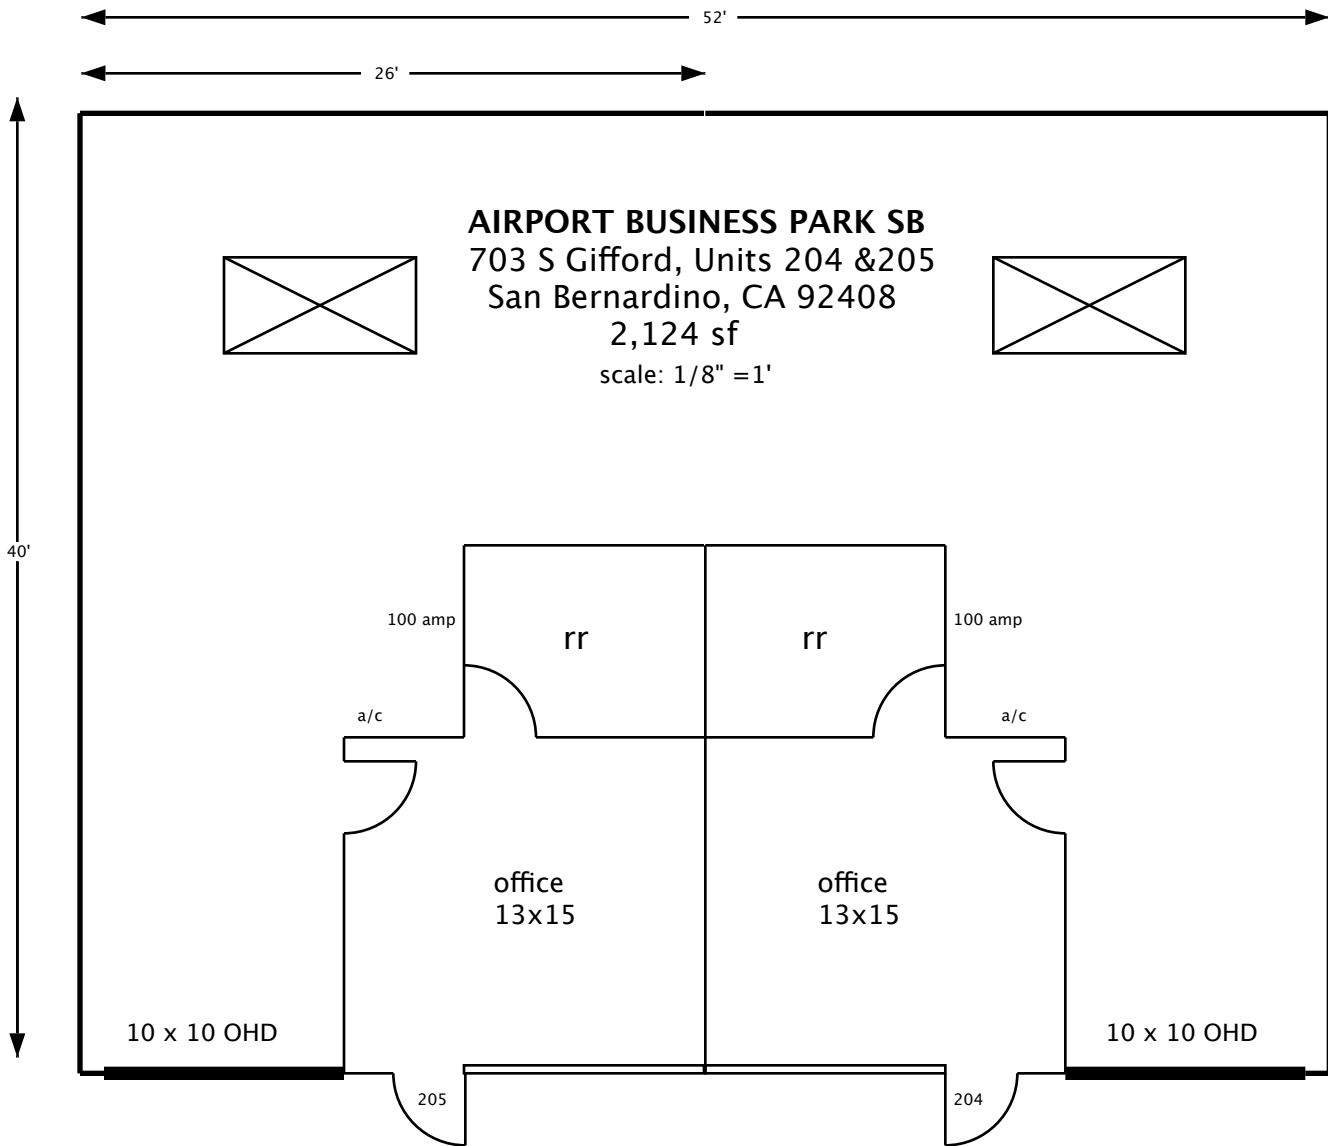 52'
26'
AIRPORT BUSINESS PARK SB
703 S Gifford, Units 204 &205
San Bernardino, CA 92408
2,124 sf
scale: 1/8" =1'
40'
100 amp
rr
rr
100 amp
a/c
a/c
office
13x15
office
13x15
10 x 10 OHD
10 x 10 OHD
205
204